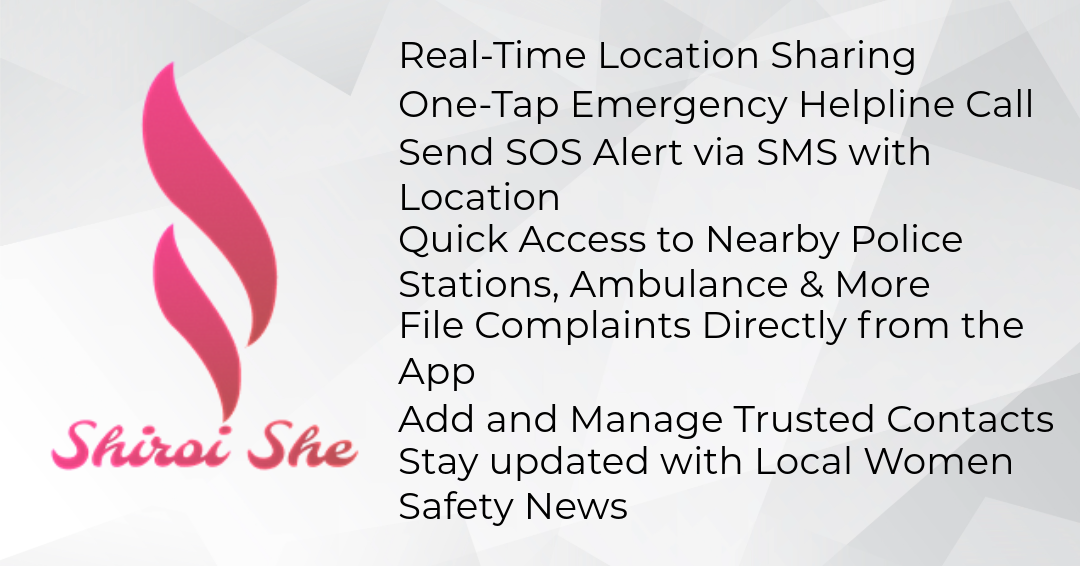 Shiroi She
Real-Time Location Sharing
One-Tap Emergency Helpline Call
Send SOS Alert via SMS with
Location
Quick Access to Nearby Police
Stations, Ambulance & More
File Complaints Directly from the
App
Add and Manage Trusted Contacts
Stay updated with Local Women
Safety News